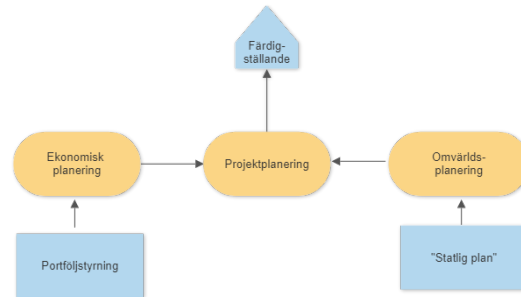 Färdig-
ställande
Ekonomisk
planering
Projektplanering
Omvärlds-
planering
Portföljstyrning
"Statlig plan"